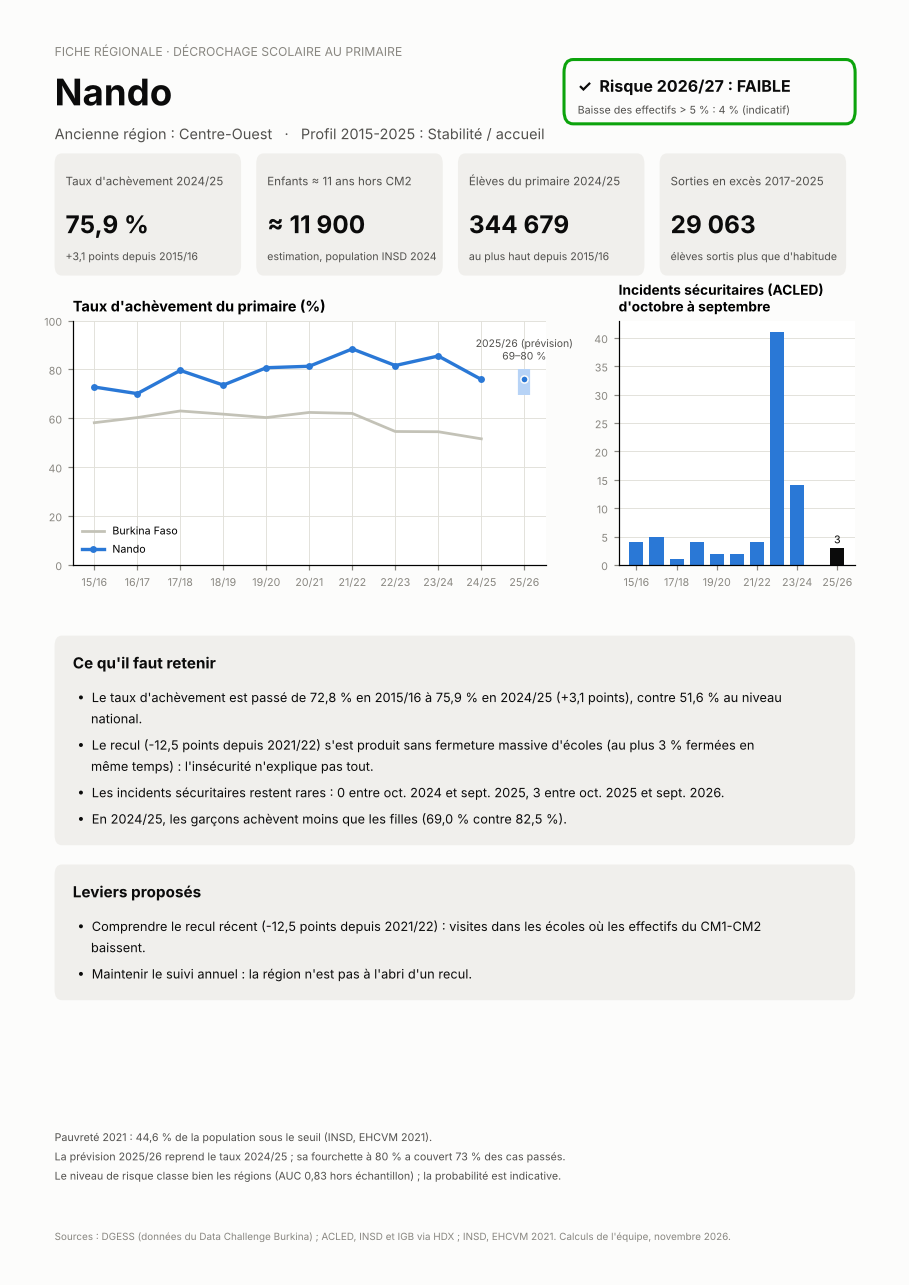 FICHE RÉGIONALE · DÉCROCHAGE SCOLAIRE AU PRIMAIRE
Nando
Ancienne région : Centre-Ouest · Profil 2015-2025 : Stabilité / accueil
✓ Risque 2026/27 : FAIBLE
Baisse des effectifs > 5 % : 4 % (indicatif)
Taux d'achèvement 2024/25
75,9 %
+3,1 points depuis 2015/16
Enfants ≈ 11 ans hors CM2
≈ 11 900
estimation, population INSD 2024
Élèves du primaire 2024/25
344 679
au plus haut depuis 2015/16
Sorties en excès 2017-2025
29 063
élèves sortis plus que d'habitude
Taux d'achèvement du primaire (%)
100
80
60
40
20
0
2025/26 (prévision)
69–80 %
Burkina Faso
Nando
15/16 16/17 17/18 18/19 19/20 20/21 21/22 22/23 23/24 24/25 25/26
Incidents sécuritaires (ACLED)
d'octobre à septembre
40
35
30
25
20
15
10
5
0
3
15/16 17/18 19/20 21/22 23/24 25/26
Ce qu'il faut retenir
• Le taux d'achèvement est passé de 72,8 % en 2015/16 à 75,9 % en 2024/25 (+3,1 points), contre 51,6 % au niveau
national.
• Le recul (-12,5 points depuis 2021/22) s'est produit sans fermeture massive d'écoles (au plus 3 % fermées en
même temps) : l'insécurité n'explique pas tout.
• Les incidents sécuritaires restent rares : 0 entre oct. 2024 et sept. 2025, 3 entre oct. 2025 et sept. 2026.
• En 2024/25, les garçons achèvent moins que les filles (69,0 % contre 82,5 %).
Leviers proposés
• Comprendre le recul récent (-12,5 points depuis 2021/22) : visites dans les écoles où les effectifs du CM1-CM2
baissent.
• Maintenir le suivi annuel : la région n'est pas à l'abri d'un recul.
Pauvreté 2021 : 44,6 % de la population sous le seuil (INSD, EHCVM 2021).
La prévision 2025/26 reprend le taux 2024/25 ; sa fourchette à 80 % a couvert 73 % des cas passés.
Le niveau de risque classe bien les régions (AUC 0,83 hors échantillon) ; la probabilité est indicative.
Sources : DGESS (données du Data Challenge Burkina) ; ACLED, INSD et IGB via HDX ; INSD, EHCVM 2021. Calculs de l'équipe, novembre 2026.